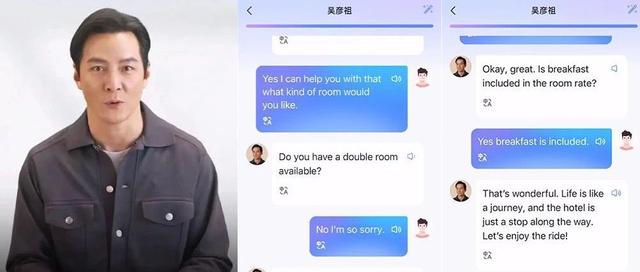 吴彦祖
Yes I can help you with that
what kind of room would
you like.
Do you have a double room
available?
No I'm so sorry.
吴彦祖
Okay, great. Is breakfast
included in the room rate?
Yes breakfast is included.
That's wonderful. Life is like
a journey, and the hotel is
just a stop along the way.
Let's enjoy the ride!